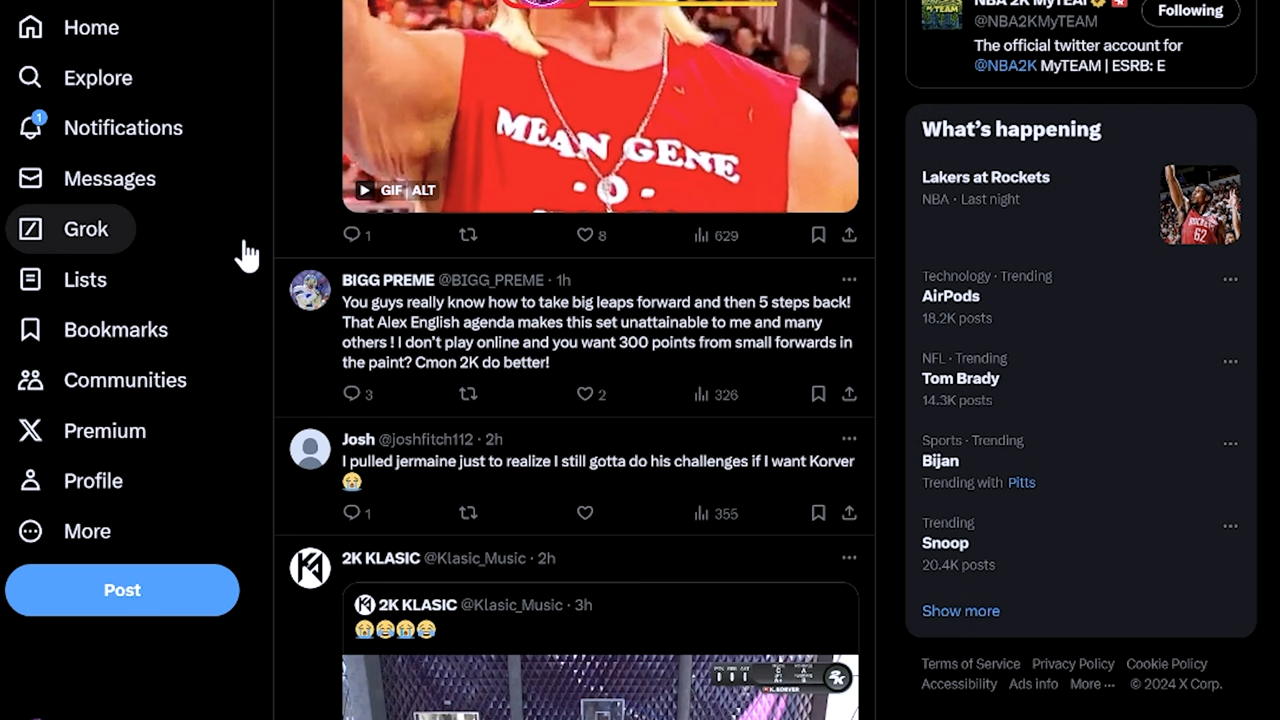 Home
Explore
1
Notifications
Messages
Grok
Lists
Bookmarks
Communities
Premium
Profile
More
Post
MEAN GENE
-O-
GIF ALT
1 8 629
BIGG PREME @BIGG_PREME · 1h
You guys really know how to take big leaps forward and then 5 steps back!
That Alex English agenda makes this set unattainable to me and many
others ! I don't play online and you want 300 points from small forwards in
the paint? Cmon 2K do better!
3 2 326
Josh @joshfitch112 · 2h
I pulled jermaine just to realize I still gotta do his challenges if I want Korver
😭
1 355
2K KLASIC @Klasic_Music · 2h
2K KLASIC @Klasic_Music · 3h
😭😂😭😂
K. KORVER
2K
NBA 2K MyTEAM
@NBA2KMyTEAM
Following
The official twitter account for
@NBA2K MyTEAM | ESRB: E
What's happening
Lakers at Rockets
NBA · Last night
ROCKETS
62
Technology · Trending
AirPods
18.2K posts
NFL · Trending
Tom Brady
14.3K posts
Sports · Trending
Bijan
Trending with Pitts
Trending
Snoop
20.4K posts
Show more
Terms of Service Privacy Policy Cookie Policy
Accessibility Ads info More ··· © 2024 X Corp.